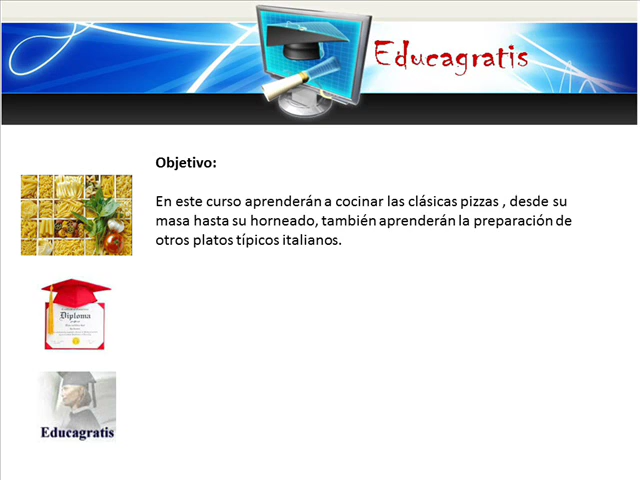 Educagratis
Objetivo:
En este curso aprenderán a cocinar las clásicas pizzas , desde su
masa hasta su horneado, también aprenderán la preparación de
otros platos típicos italianos.
Diploma
Educagratis